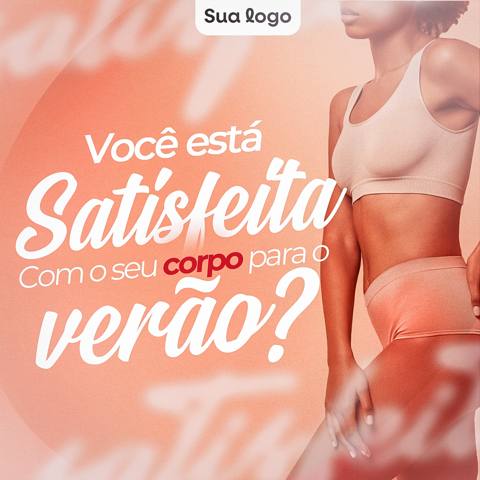 Sua logo
Você está
Satisfeita
Com o seu corpo para o
verão?